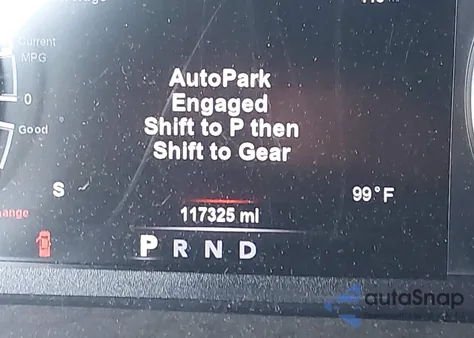 Current
MPG
0
Good
AutoPark
Engaged
Shift to P then
Shift to Gear
S
99°F
117325 mi
P R N D
autoSnap